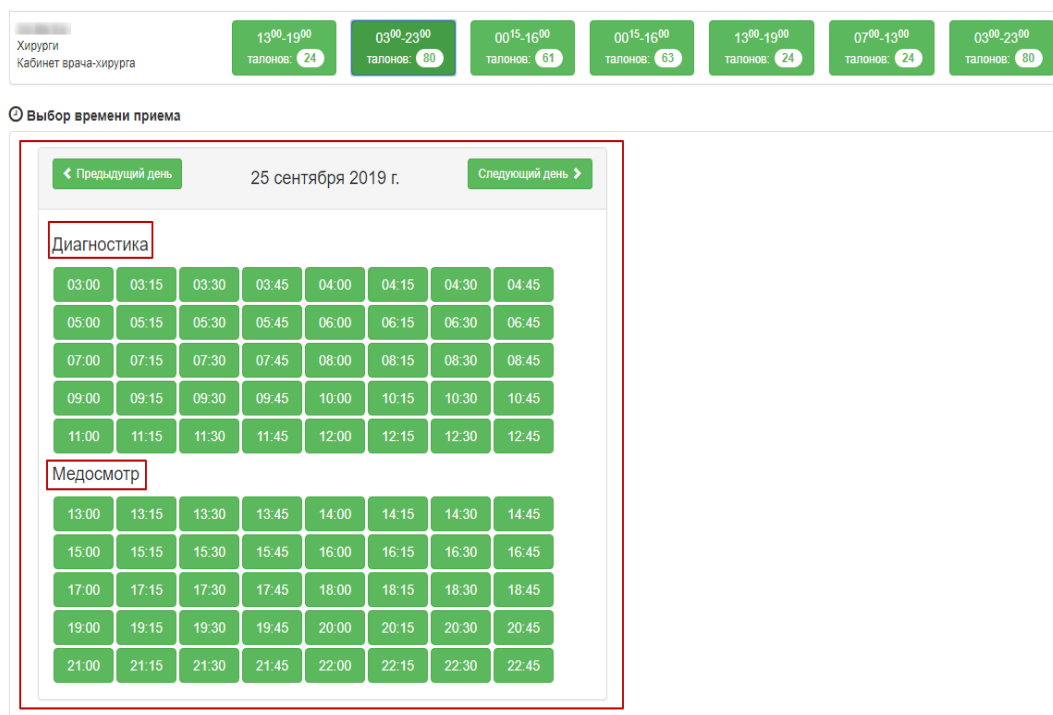 Хирурги
Кабинет врача-хирурга
13⁰⁰-19⁰⁰ 03⁰⁰-23⁰⁰ 00¹⁵-16⁰⁰ 00¹⁵-16⁰⁰ 13⁰⁰-19⁰⁰ 07⁰⁰-13⁰⁰ 03⁰⁰-23⁰⁰
талонов: 24 талонов: 80 талонов: 61 талонов: 63 талонов: 24 талонов: 24 талонов: 80
Выбор времени приема
Предыдущий день 25 сентября 2019 г. Следующий день
Диагностика
03:00 03:15 03:30 03:45 04:00 04:15 04:30 04:45
05:00 05:15 05:30 05:45 06:00 06:15 06:30 06:45
07:00 07:15 07:30 07:45 08:00 08:15 08:30 08:45
09:00 09:15 09:30 09:45 10:00 10:15 10:30 10:45
11:00 11:15 11:30 11:45 12:00 12:15 12:30 12:45
Медосмотр
13:00 13:15 13:30 13:45 14:00 14:15 14:30 14:45
15:00 15:15 15:30 15:45 16:00 16:15 16:30 16:45
17:00 17:15 17:30 17:45 18:00 18:15 18:30 18:45
19:00 19:15 19:30 19:45 20:00 20:15 20:30 20:45
21:00 21:15 21:30 21:45 22:00 22:15 22:30 22:45